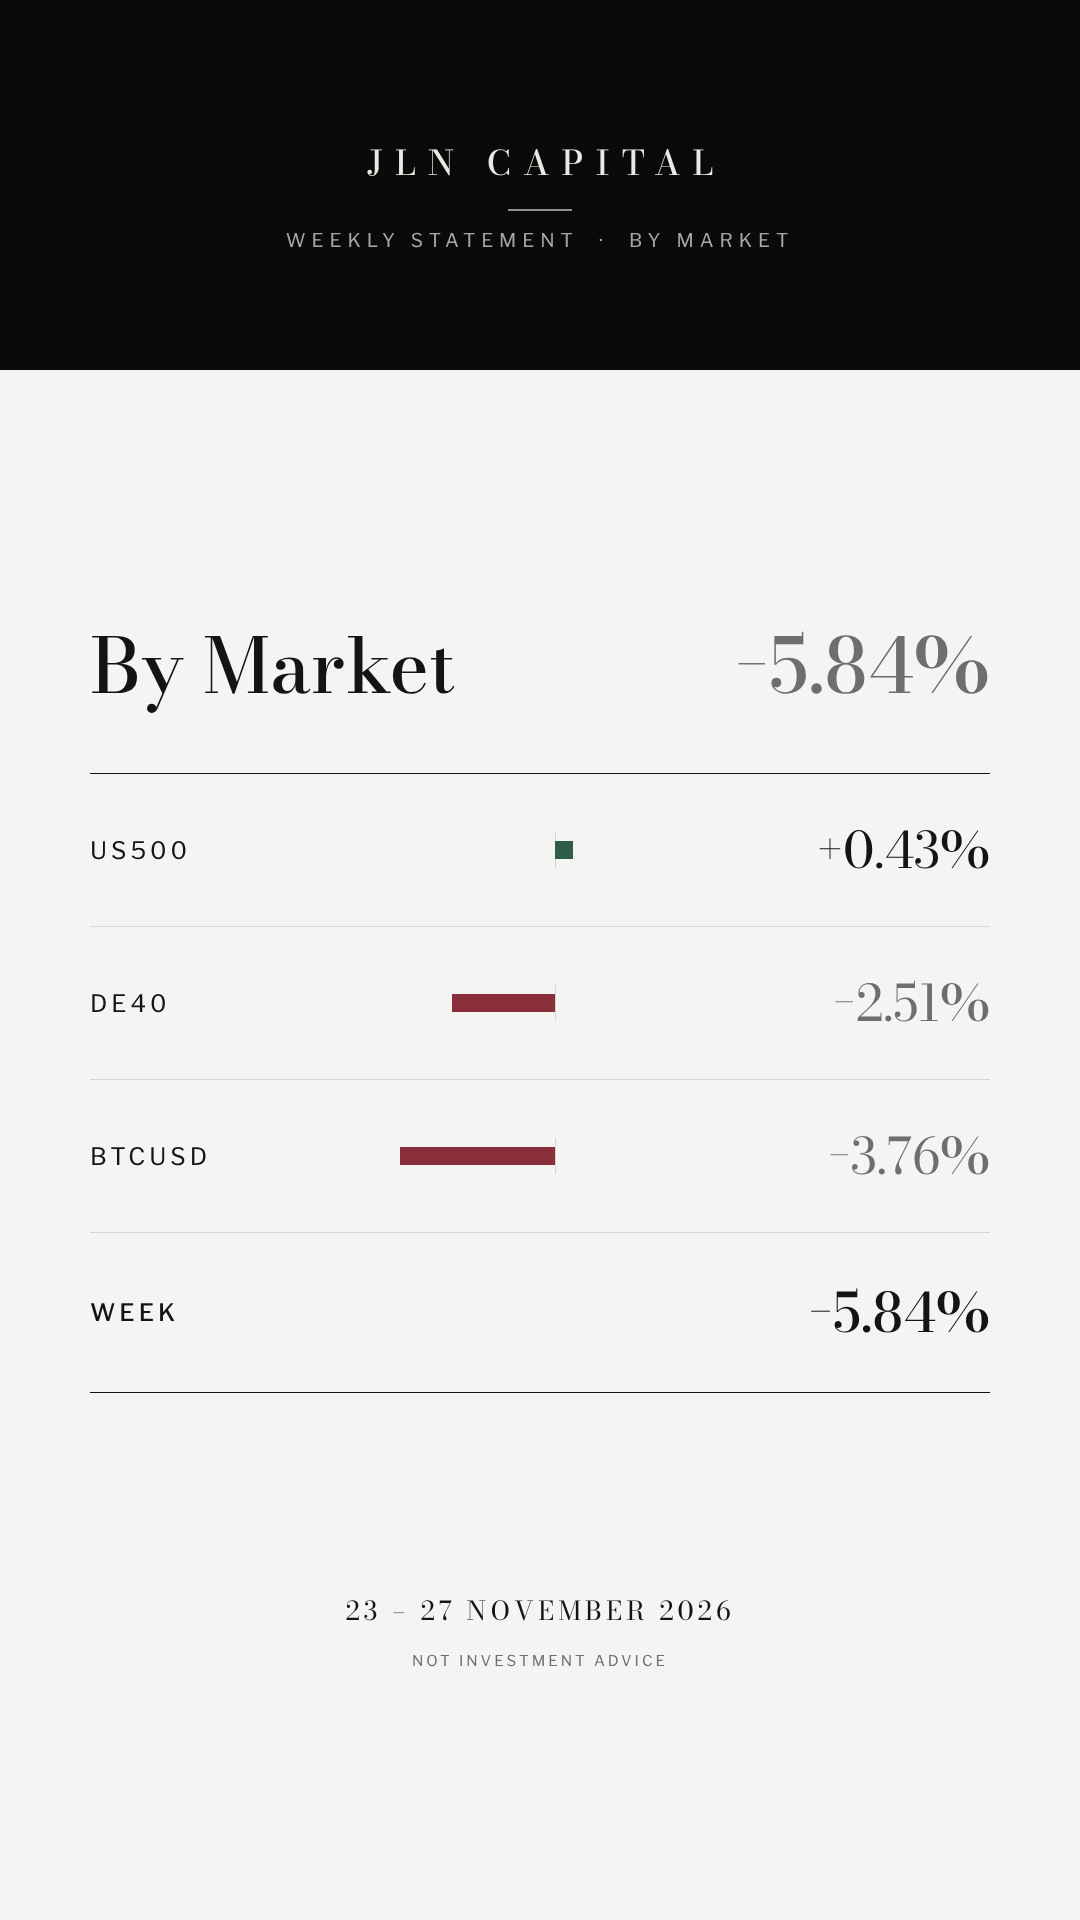 JLN CAPITAL
WEEKLY STATEMENT · BY MARKET
By Market −5.84%
US500 +0.43%
DE40 −2.51%
BTCUSD −3.76%
WEEK −5.84%
23 – 27 NOVEMBER 2026
NOT INVESTMENT ADVICE